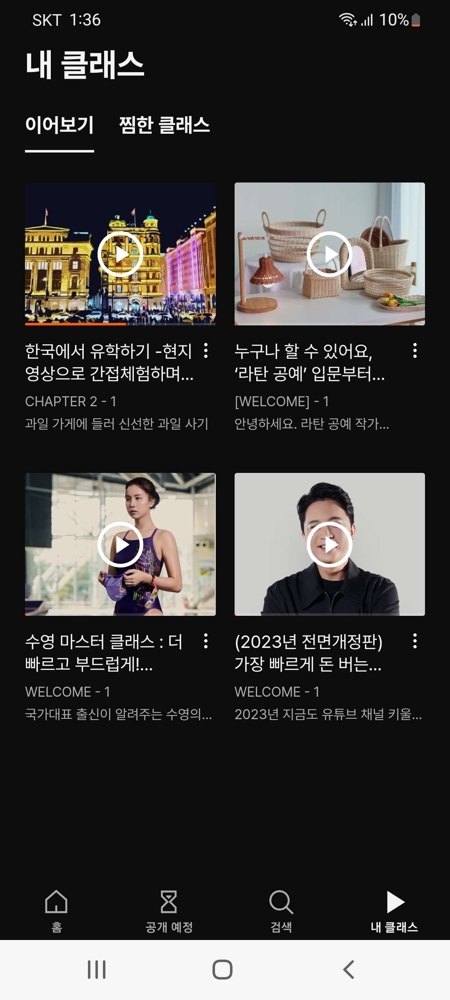 SKT 1:36
10%
내 클래스
이어보기 찜한 클래스
한국에서 유학하기 -현지
영상으로 간접체험하며...
CHAPTER 2 - 1
과일 가게에 들러 신선한 과일 사기
누구나 할 수 있어요,
‘라탄 공예’ 입문부터...
[WELCOME] - 1
안녕하세요. 라탄 공예 작가...
수영 마스터 클래스 : 더
빠르고 부드럽게!...
WELCOME - 1
국가대표 출신이 알려주는 수영의...
(2023년 전면개정판)
가장 빠르게 돈 버는...
WELCOME - 1
2023년 지금도 유튜브 채널 키울...
홈
공개 예정
검색
내 클래스